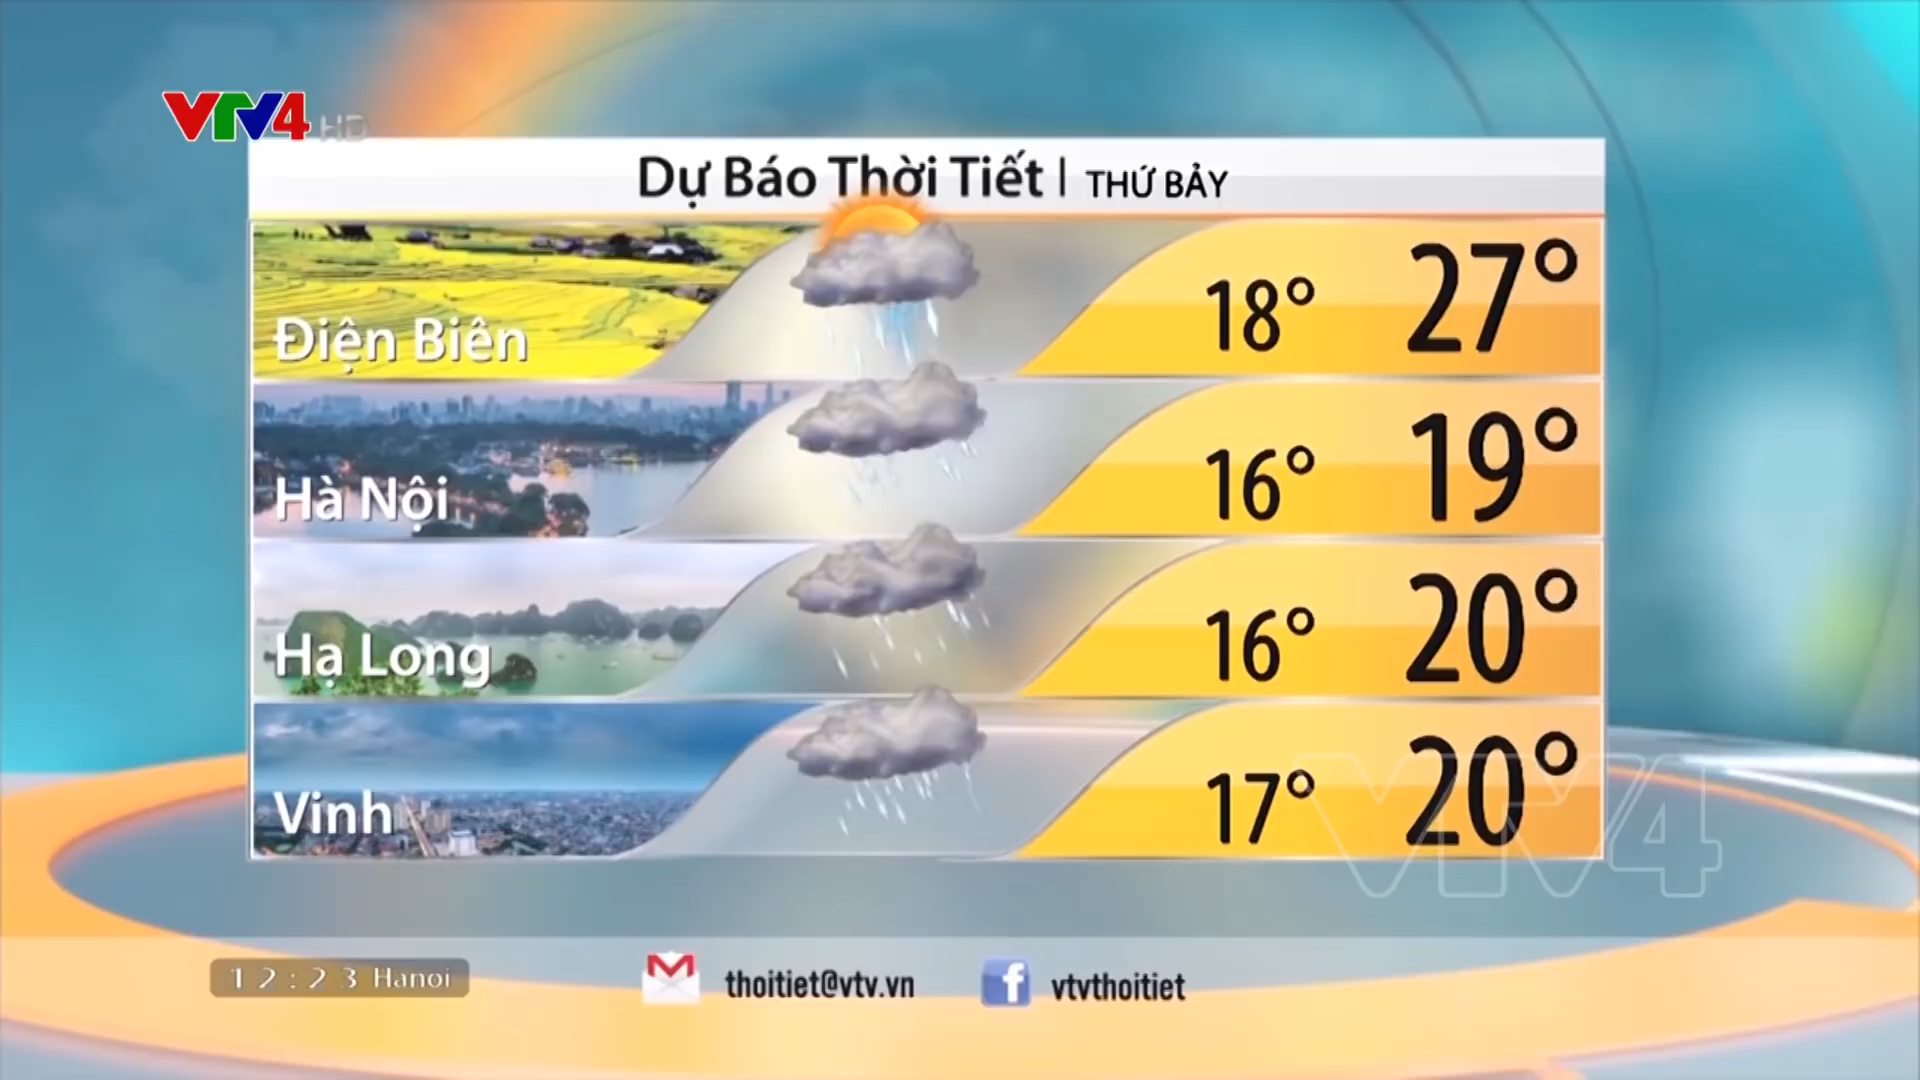 VTV4 HD
Dự Báo Thời Tiết | THỨ BẢY
Điện Biên 18° 27°
Hà Nội 16° 19°
Hạ Long 16° 20°
Vinh 17° 20°
VTV4
12:23 Hanoi thoitiet@vtv.vn vtvthoitiet